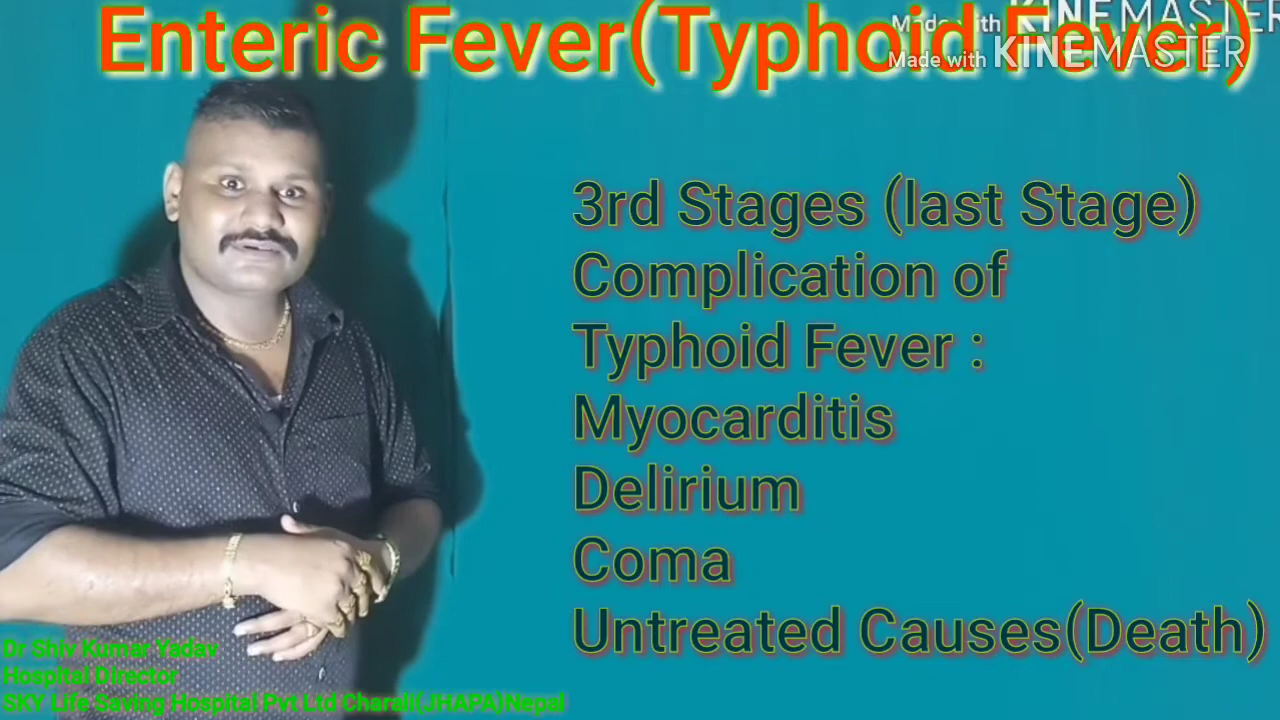 Enteric Fever(Typhoid Fever)
Made with KINEMASTER
Made with KINEMASTER
3rd Stages (last Stage)
Complication of
Typhoid Fever :
Myocarditis
Delirium
Coma
Untreated Causes(Death)
Dr Shiv Kumar Yadav
Hospital Director
SKY Life Saving Hospital Pvt Ltd Charali(JHAPA)Nepal